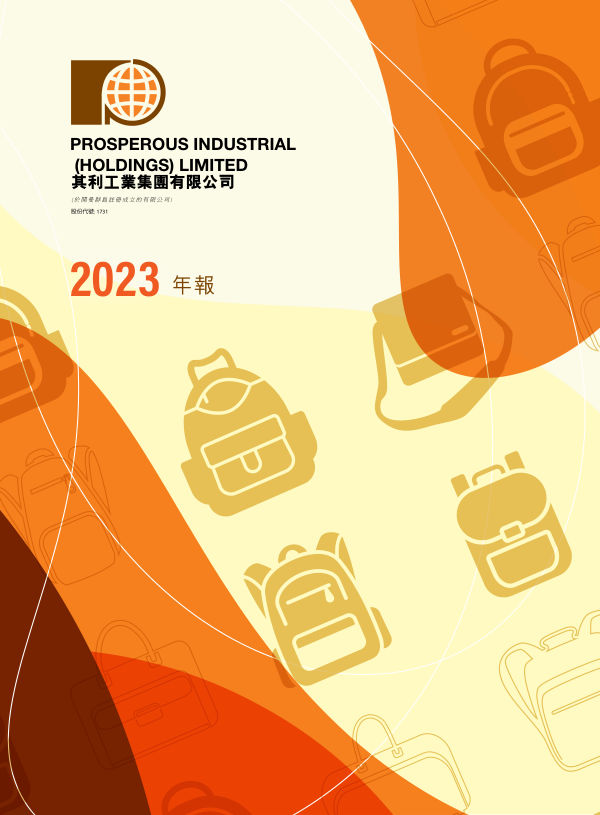 PROSPEROUS INDUSTRIAL
(HOLDINGS) LIMITED
其利工業集團有限公司
(於開曼群島註冊成立的有限公司)
股份代號: 1731
2023 年報